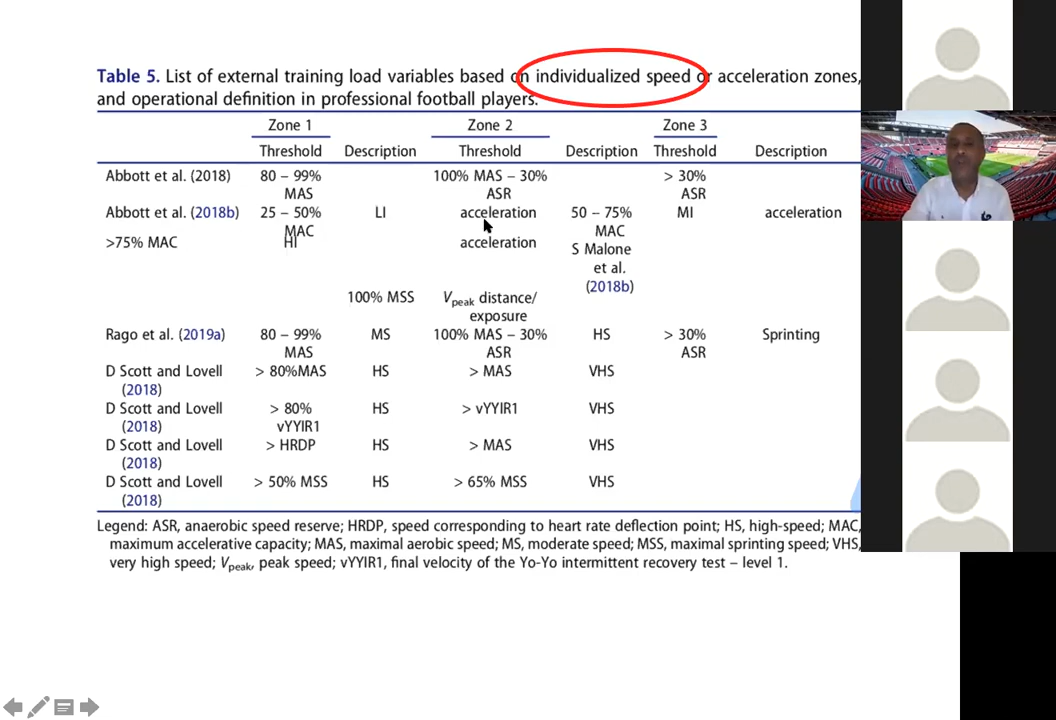 Table 5. List of external training load variables based on individualized speed or acceleration zones,
and operational definition in professional football players.
Zone 1 Zone 2 Zone 3
Threshold Description Threshold Description Threshold Description
Abbott et al. (2018) 80 – 99% 100% MAS – 30% > 30%
MAS ASR ASR
Abbott et al. (2018b) 25 – 50% LI acceleration 50 – 75% MI acceleration
MAC MAC
>75% MAC HI acceleration S Malone
et al.
(2018b)
100% MSS Vpeak distance/
exposure
Rago et al. (2019a) 80 – 99% MS 100% MAS – 30% HS > 30% Sprinting
MAS ASR ASR
D Scott and Lovell > 80%MAS HS > MAS VHS
(2018)
D Scott and Lovell > 80% HS > vYYIR1 VHS
(2018) vYYIR1
D Scott and Lovell > HRDP HS > MAS VHS
(2018)
D Scott and Lovell > 50% MSS HS > 65% MSS VHS
(2018)
Legend: ASR, anaerobic speed reserve; HRDP, speed corresponding to heart rate deflection point; HS, high-speed; MAC,
maximum accelerative capacity; MAS, maximal aerobic speed; MS, moderate speed; MSS, maximal sprinting speed; VHS,
very high speed; Vpeak, peak speed; vYYIR1, final velocity of the Yo-Yo intermittent recovery test – level 1.